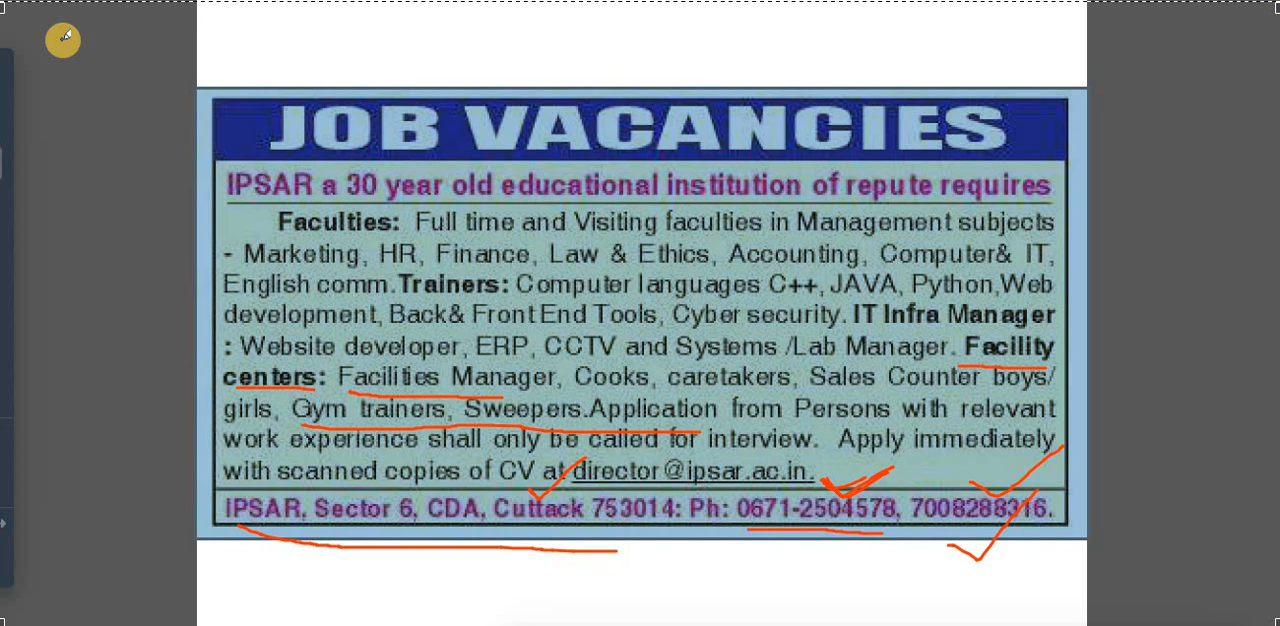 JOB VACANCIES
IPSAR a 30 year old educational institution of repute requires
Faculties: Full time and Visiting faculties in Management subjects
- Marketing, HR, Finance, Law & Ethics, Accounting, Computer& IT,
English comm.Trainers: Computer languages C++, JAVA, Python,Web
development, Back& Front End Tools, Cyber security. IT Infra Manager
: Website developer, ERP, CCTV and Systems /Lab Manager. Facility
centers: Facilities Manager, Cooks, caretakers, Sales Counter boys/
girls, Gym trainers, Sweepers.Application from Persons with relevant
work experience shall only be called for interview. Apply immediately
with scanned copies of CV at director@ipsar.ac.in.
IPSAR, Sector 6, CDA, Cuttack 753014: Ph: 0671-2504578, 7008288316.